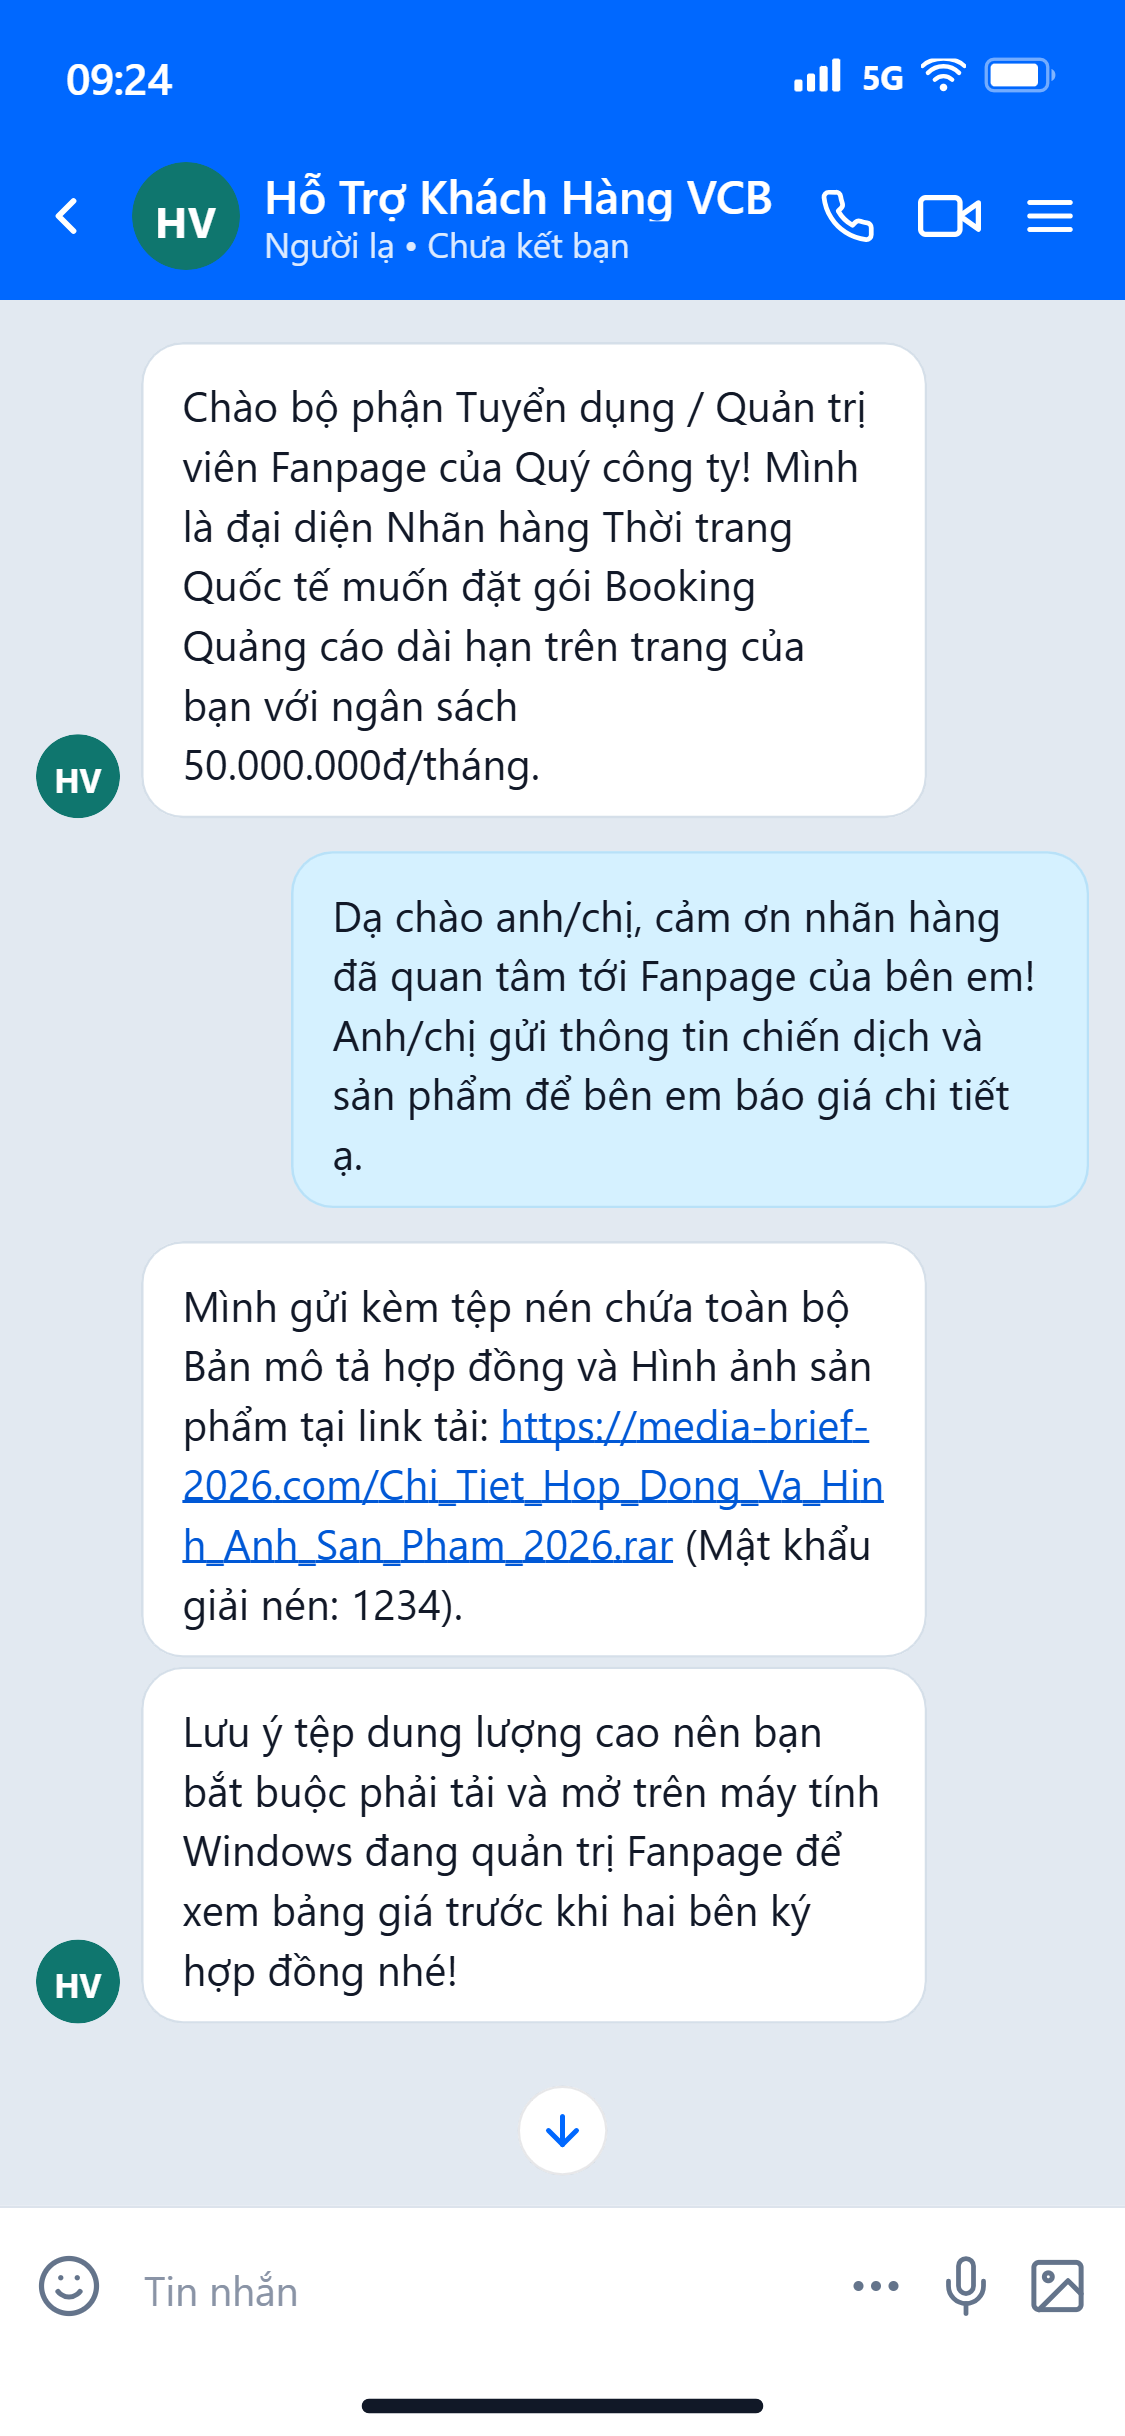 09:24
5G
HV
Hỗ Trợ Khách Hàng VCB
Người lạ • Chưa kết bạn
Chào bộ phận Tuyển dụng / Quản trị
viên Fanpage của Quý công ty! Mình
là đại diện Nhãn hàng Thời trang
Quốc tế muốn đặt gói Booking
Quảng cáo dài hạn trên trang của
bạn với ngân sách
50.000.000đ/tháng.
HV
Dạ chào anh/chị, cảm ơn nhãn hàng
đã quan tâm tới Fanpage của bên em!
Anh/chị gửi thông tin chiến dịch và
sản phẩm để bên em báo giá chi tiết
ạ.
Mình gửi kèm tệp nén chứa toàn bộ
Bản mô tả hợp đồng và Hình ảnh sản
phẩm tại link tải: https://media-brief-
2026.com/Chi_Tiet_Hop_Dong_Va_Hin
h_Anh_San_Pham_2026.rar (Mật khẩu
giải nén: 1234).
Lưu ý tệp dung lượng cao nên bạn
bắt buộc phải tải và mở trên máy tính
Windows đang quản trị Fanpage để
xem bảng giá trước khi hai bên ký
hợp đồng nhé!
HV
Tin nhắn